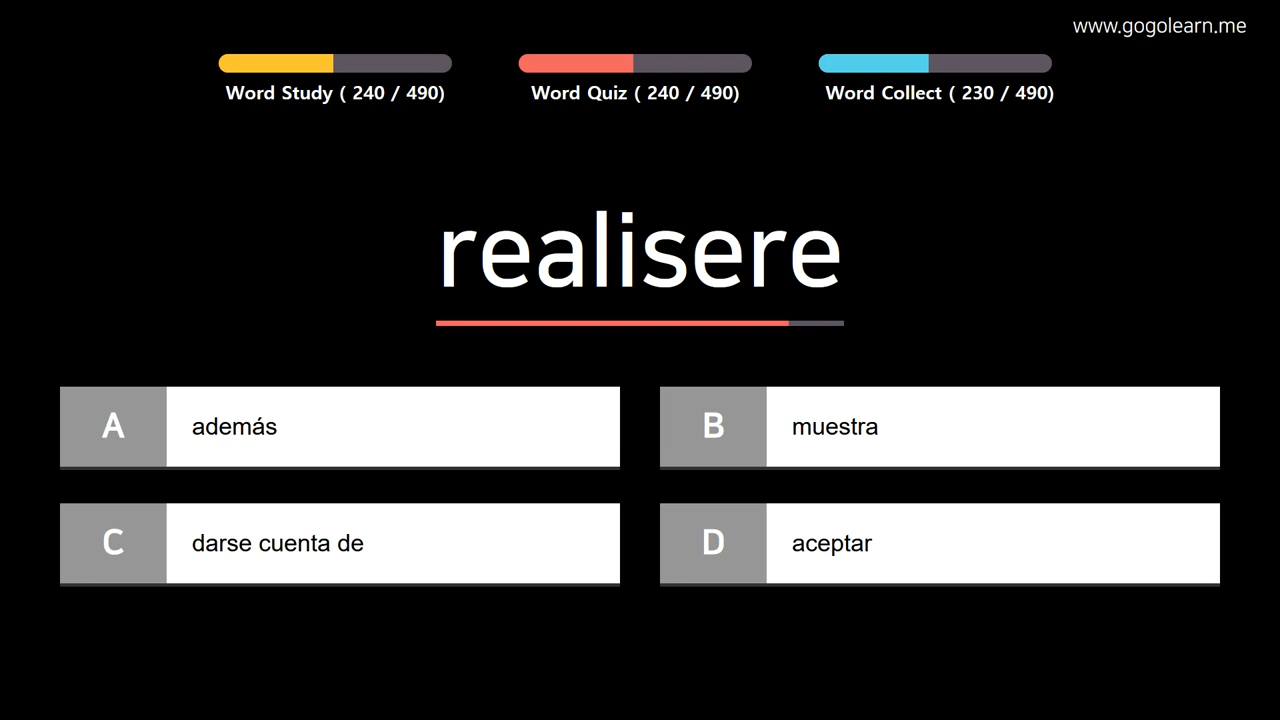 www.gogolearn.me
Word Study ( 240 / 490)
Word Quiz ( 240 / 490)
Word Collect ( 230 / 490)
realisere
A además
B muestra
C darse cuenta de
D aceptar